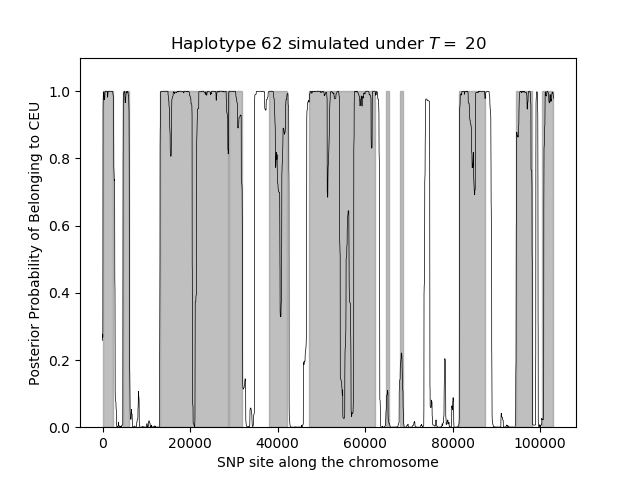 Haplotype 62 simulated under T = 20
Posterior Probability of Belonging to CEU
1.0
0.8
0.6
0.4
0.2
0.0
0 20000 40000 60000 80000 100000
SNP site along the chromosome